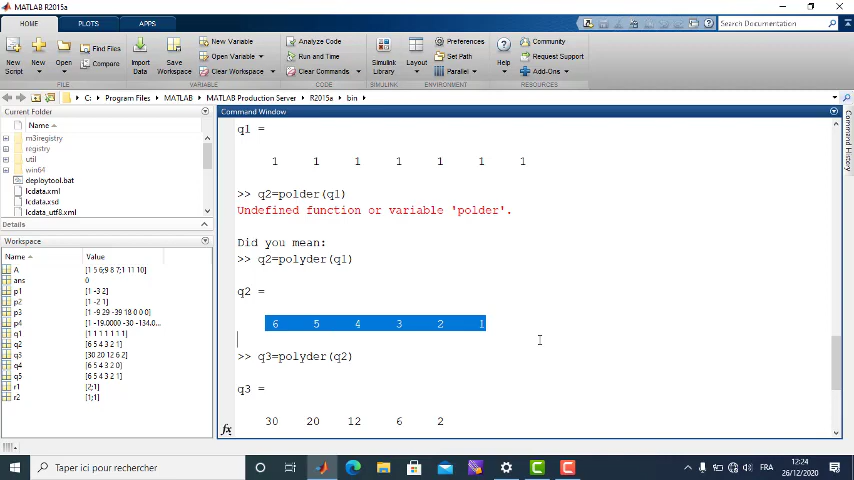 MATLAB R2015a
HOME PLOTS APPS
Search Documentation
New Script
New
Open
Find Files
Compare
Import Data
Save Workspace
New Variable
Open Variable
Clear Workspace
Analyze Code
Run and Time
Clear Commands
Simulink Library
Layout
Preferences
Set Path
Parallel
Help
Community
Request Support
Add-Ons
FILE VARIABLE CODE SIMULINK ENVIRONMENT RESOURCES
C: Program Files MATLAB MATLAB Production Server R2015a bin
Current Folder
Name
m3iregistry
registry
util
win64
deploytool.bat
lcdata.xml
lcdata.xsd
lcdata_utf8.xml
Details
Workspace
Name Value
A [1 5 6;9 8 7;1 11 10]
ans 0
p1 [1 -3 2]
p2 [1 -2 1]
p3 [1 -9 29 -39 18 0 0 0]
p4 [1 -19.0000 -30 -134.0...
q1 [1 1 1 1 1 1 1]
q2 [6 5 4 3 2 1]
q3 [30 20 12 6 2]
q4 [6 5 4 3 2 0]
q5 [6 5 4 3 2 1]
r1 [2;1]
r2 [1;1]
Command Window
q1 =
1 1 1 1 1 1 1
>> q2=polder(q1)
Undefined function or variable 'polder'.
Did you mean:
>> q2=polyder(q1)
q2 =
6 5 4 3 2 1
>> q3=polyder(q2)
q3 =
30 20 12 6 2
fx
Command History
Taper ici pour rechercher
FRA
12:24
26/12/2020